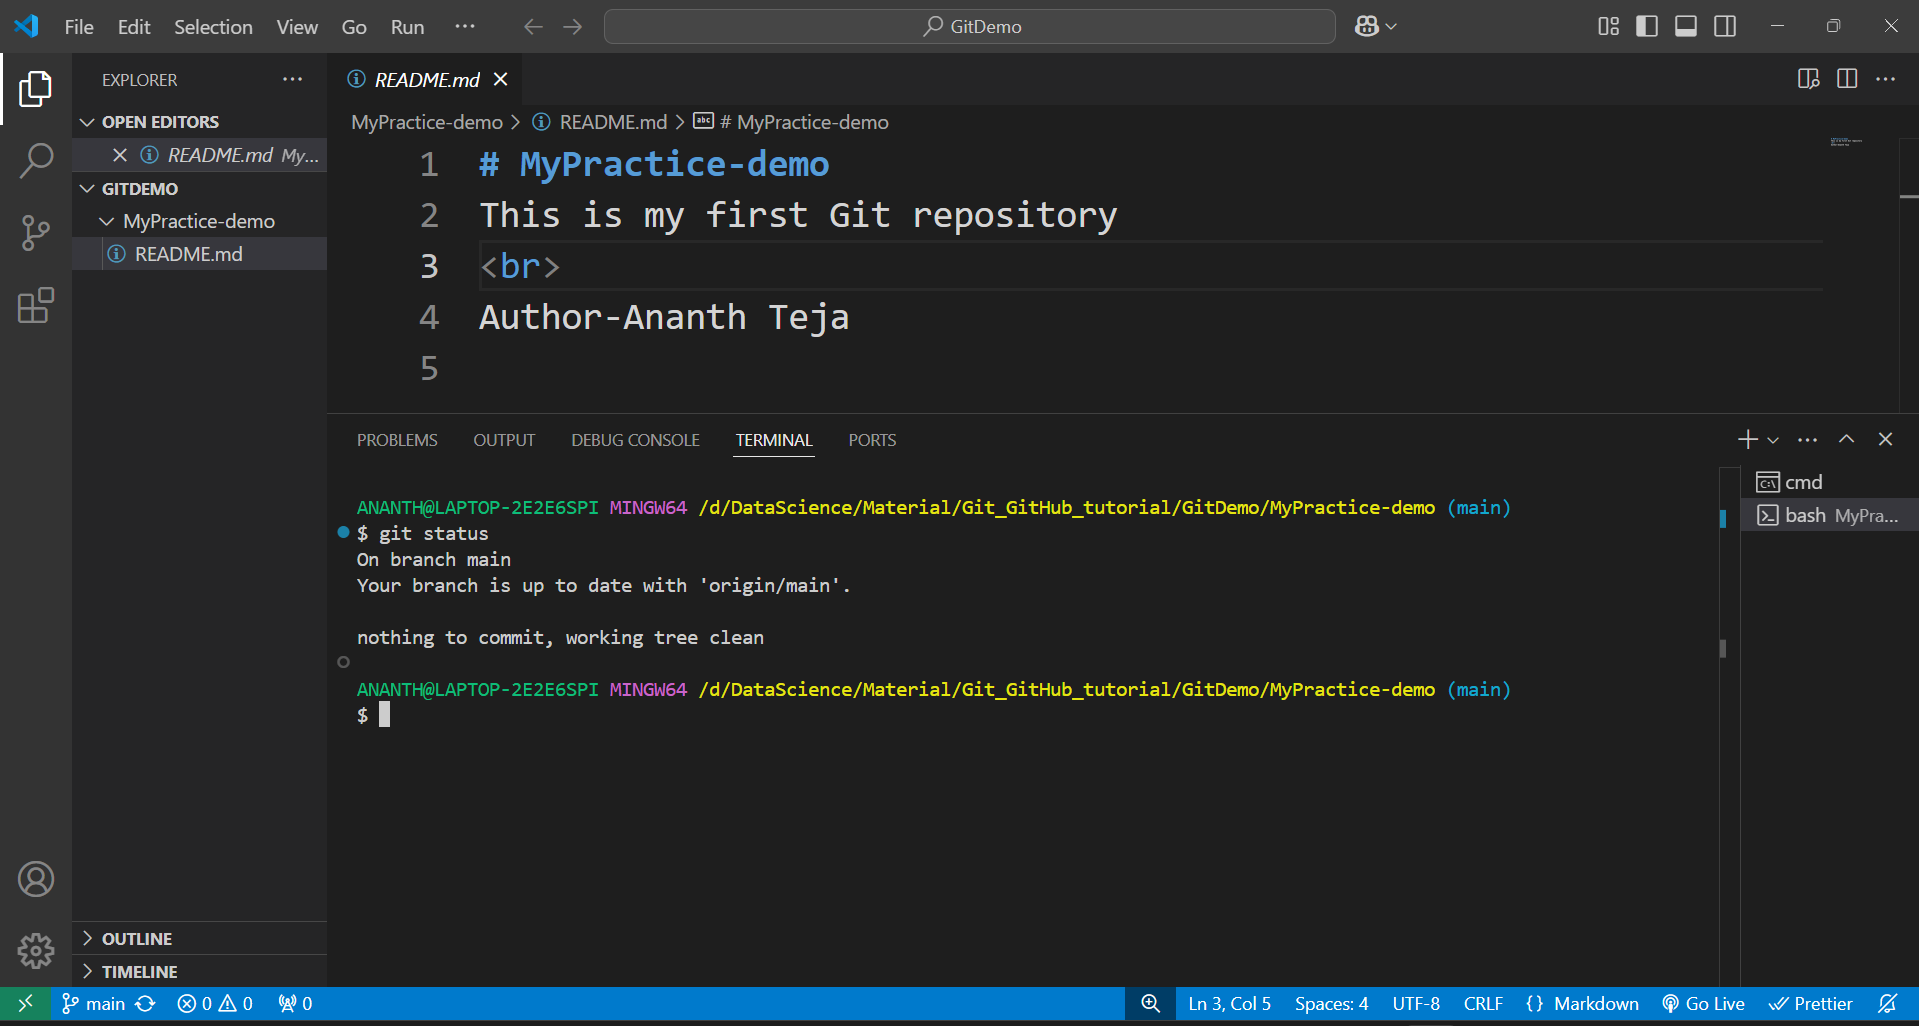 File Edit Selection View Go Run ··· GitDemo
EXPLORER ···
OPEN EDITORS
README.md My...
GITDEMO
MyPractice-demo
README.md
OUTLINE
TIMELINE
README.md
MyPractice-demo > README.md > # MyPractice-demo
1 # MyPractice-demo
2 This is my first Git repository
3 <br>
4 Author-Ananth Teja
5
PROBLEMS OUTPUT DEBUG CONSOLE TERMINAL PORTS
ANANTH@LAPTOP-2E2E6SPI MINGW64 /d/DataScience/Material/Git_GitHub_tutorial/GitDemo/MyPractice-demo (main)
$ git status
On branch main
Your branch is up to date with 'origin/main'.
nothing to commit, working tree clean
ANANTH@LAPTOP-2E2E6SPI MINGW64 /d/DataScience/Material/Git_GitHub_tutorial/GitDemo/MyPractice-demo (main)
$
cmd
bash MyPra...
main 0 0 0 Ln 3, Col 5 Spaces: 4 UTF-8 CRLF {} Markdown Go Live Prettier